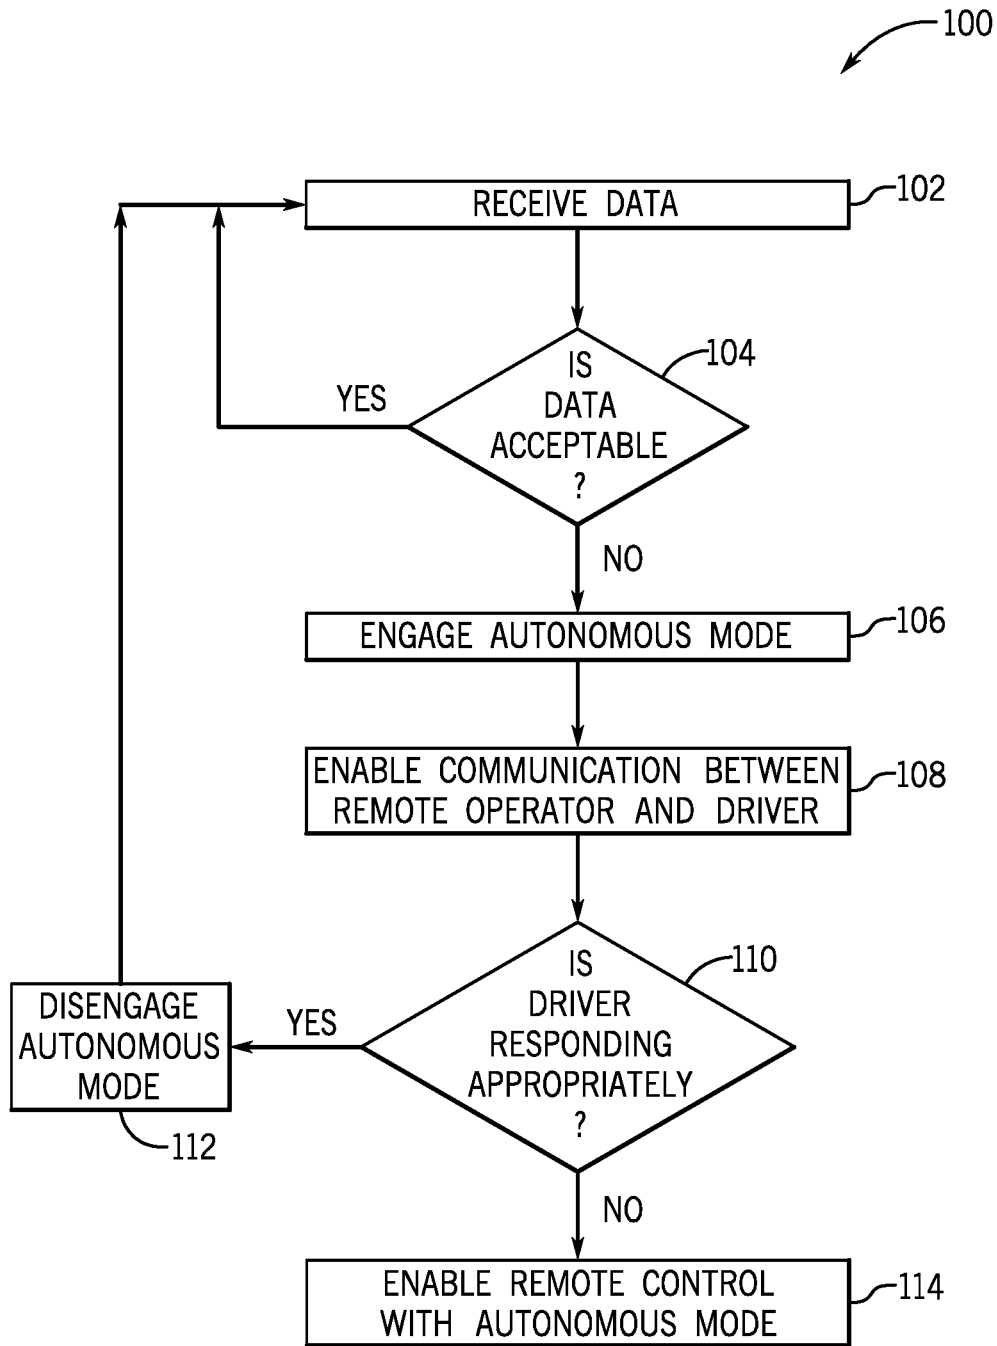 100
RECEIVE DATA
102
IS
DATA
ACCEPTABLE
?
104
YES
NO
ENGAGE AUTONOMOUS MODE
106
ENABLE COMMUNICATION BETWEEN
REMOTE OPERATOR AND DRIVER
108
IS
DRIVER
RESPONDING
APPROPRIATELY
?
110
YES
DISENGAGE
AUTONOMOUS
MODE
112
NO
ENABLE REMOTE CONTROL
WITH AUTONOMOUS MODE
114